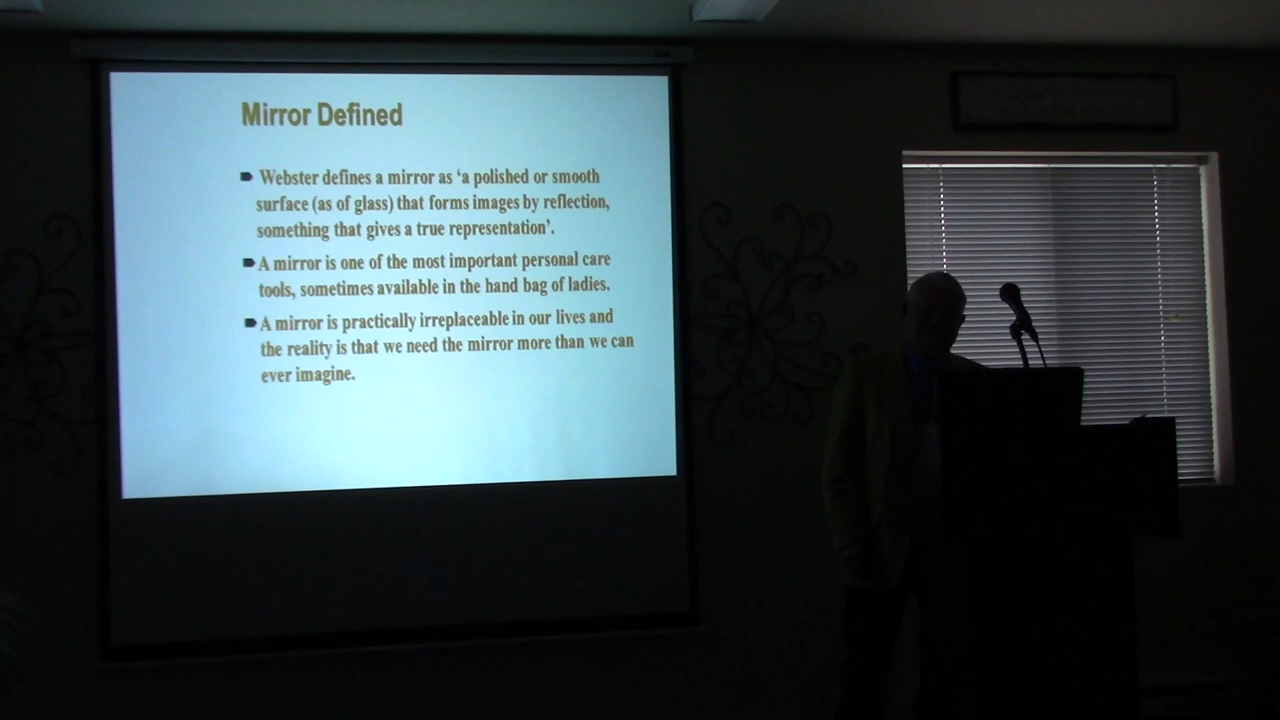 Mirror Defined
Webster defines a mirror as ‘a polished or smooth
surface (as of glass) that forms images by reflection,
something that gives a true representation’.
A mirror is one of the most important personal care
tools, sometimes available in the hand bag of ladies.
A mirror is practically irreplaceable in our lives and
the reality is that we need the mirror more than we can
ever imagine.